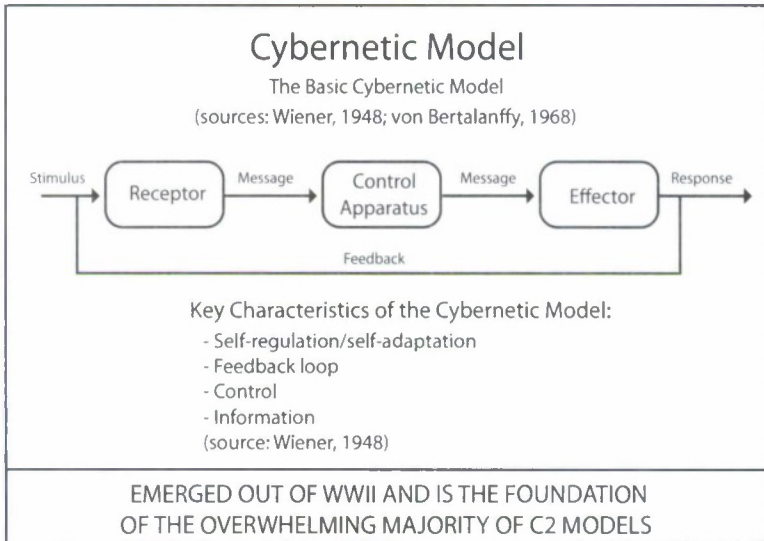 Cybernetic Model
The Basic Cybernetic Model
(sources: Wiener, 1948; von Bertalanffy, 1968)
Stimulus
Receptor
Message
Control
Apparatus
Message
Effector
Response
Feedback
Key Characteristics of the Cybernetic Model:
- Self-regulation/self-adaptation
- Feedback loop
- Control
- Information
(source: Wiener, 1948)
EMERGED OUT OF WWII AND IS THE FOUNDATION
OF THE OVERWHELMING MAJORITY OF C2 MODELS